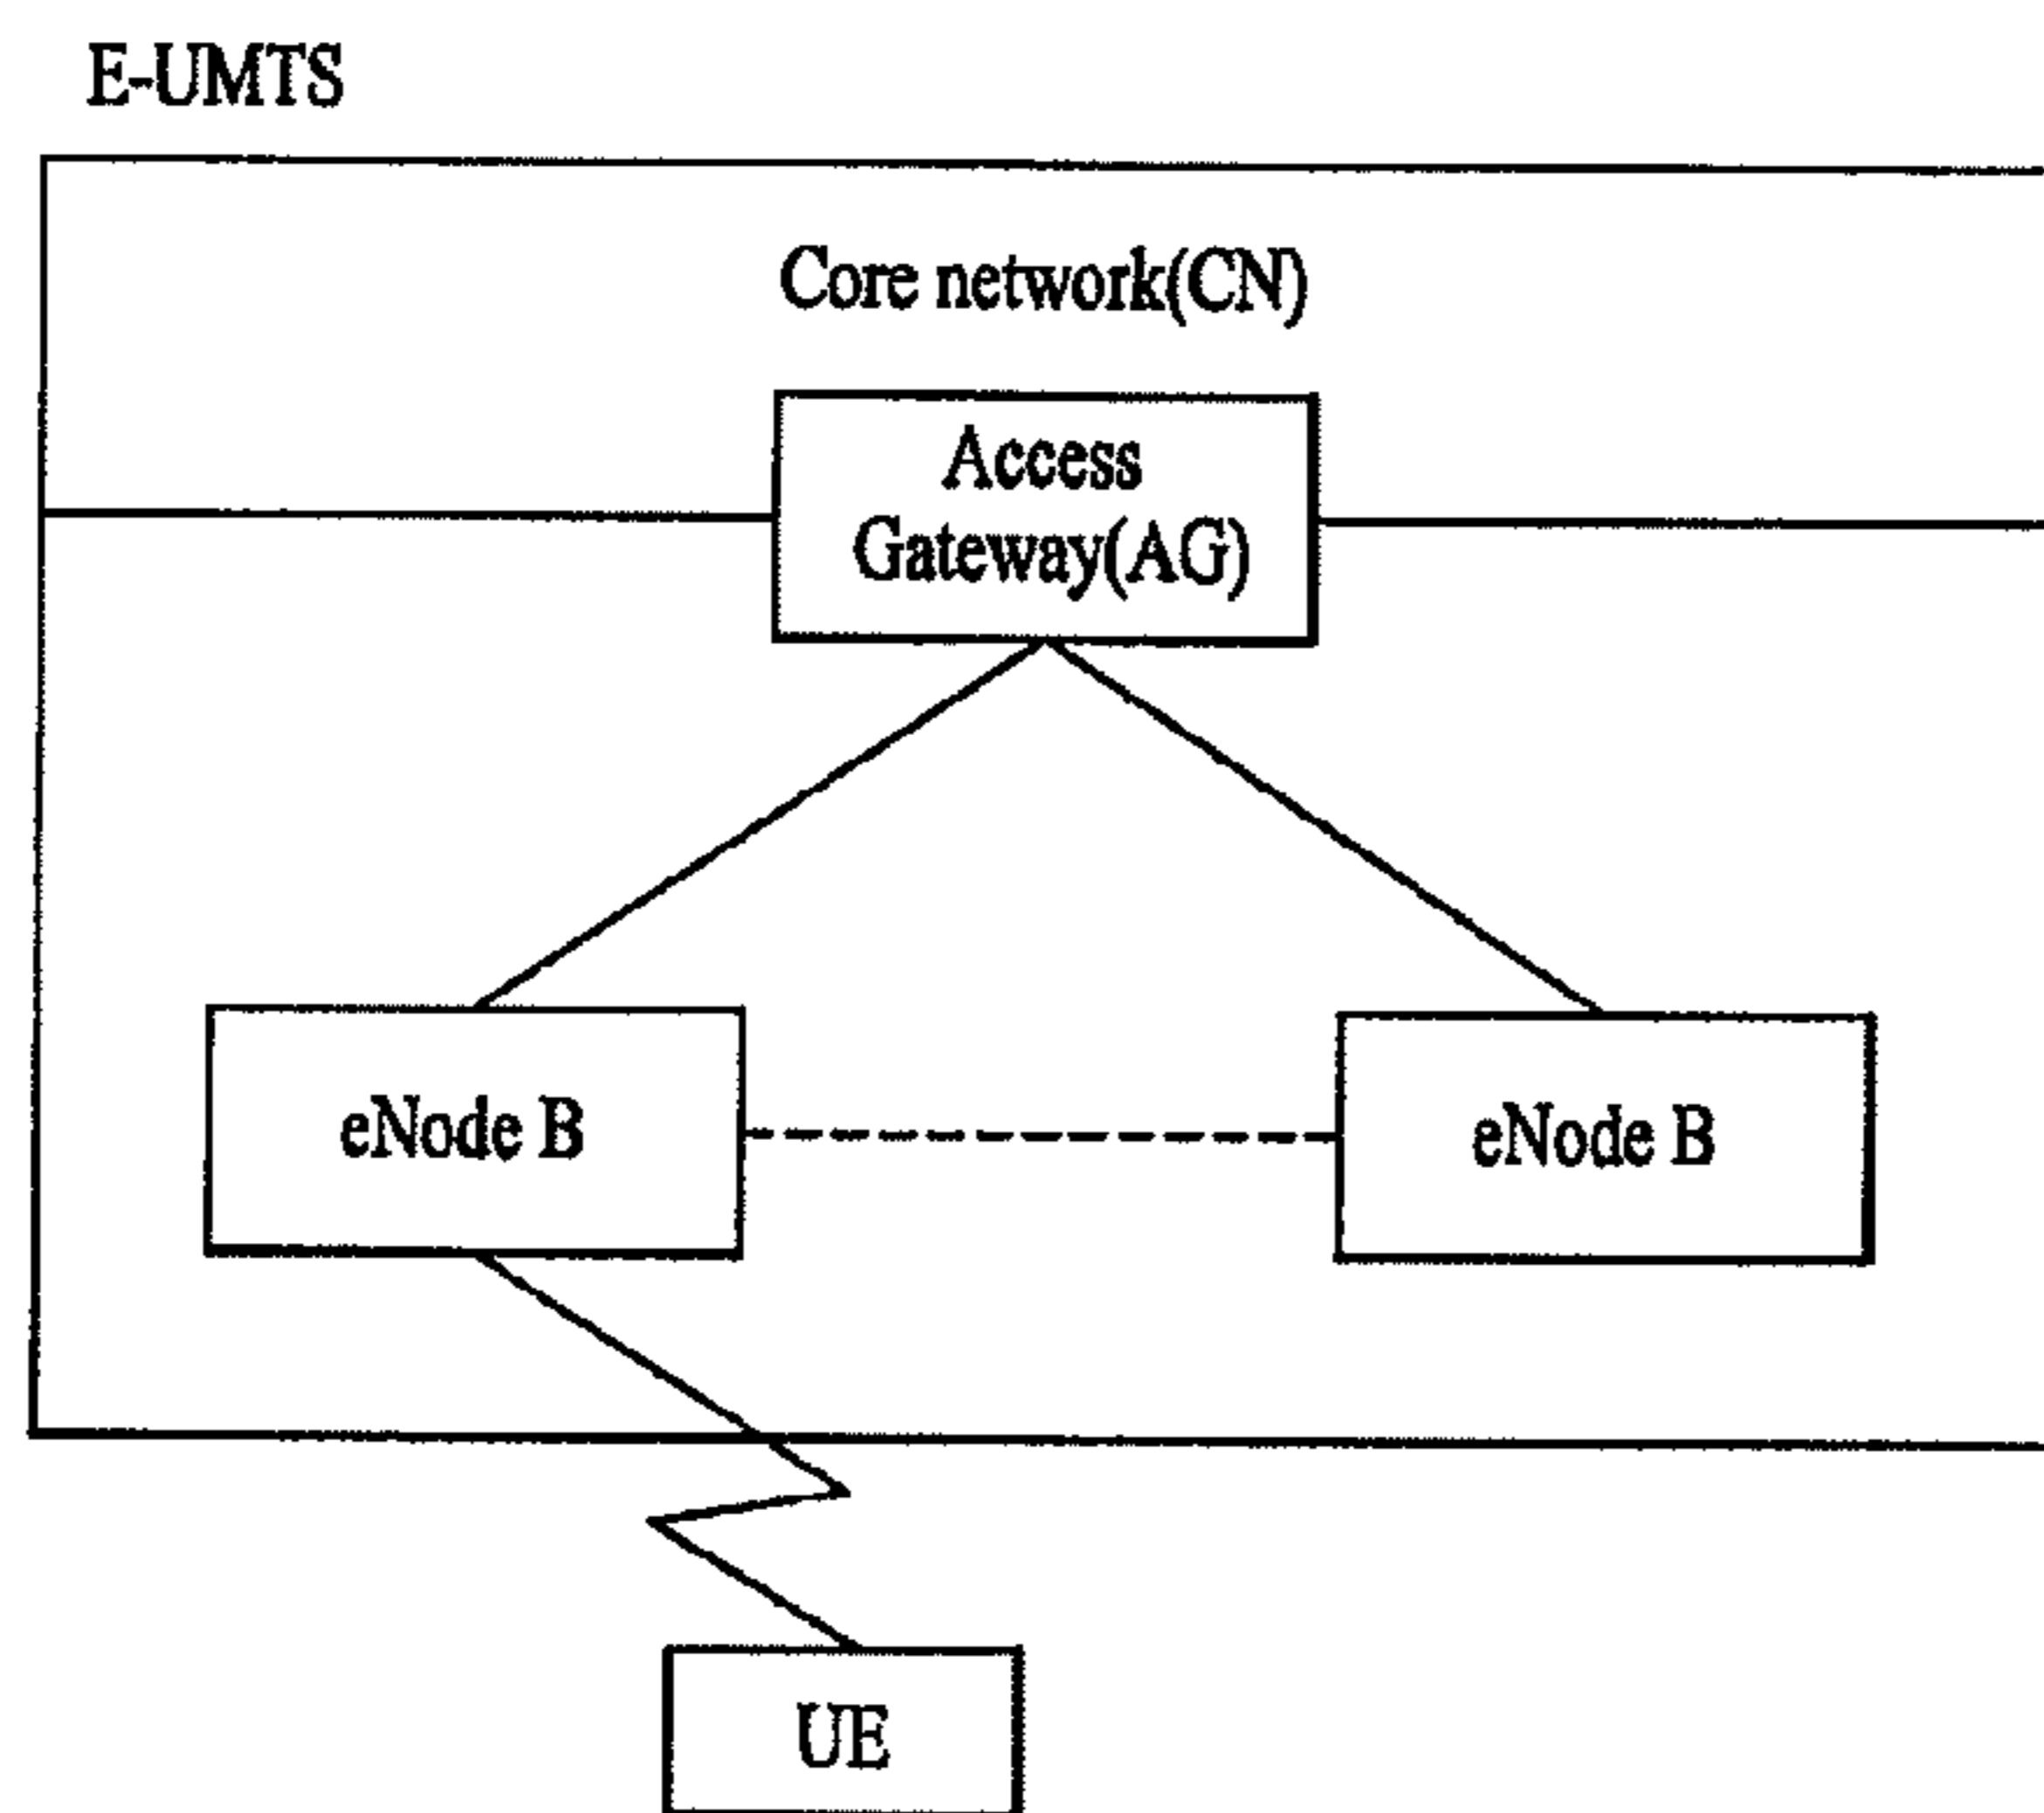 E-UMTS
Core network(CN)
Access
Gateway(AG)
eNode B
eNode B
UE